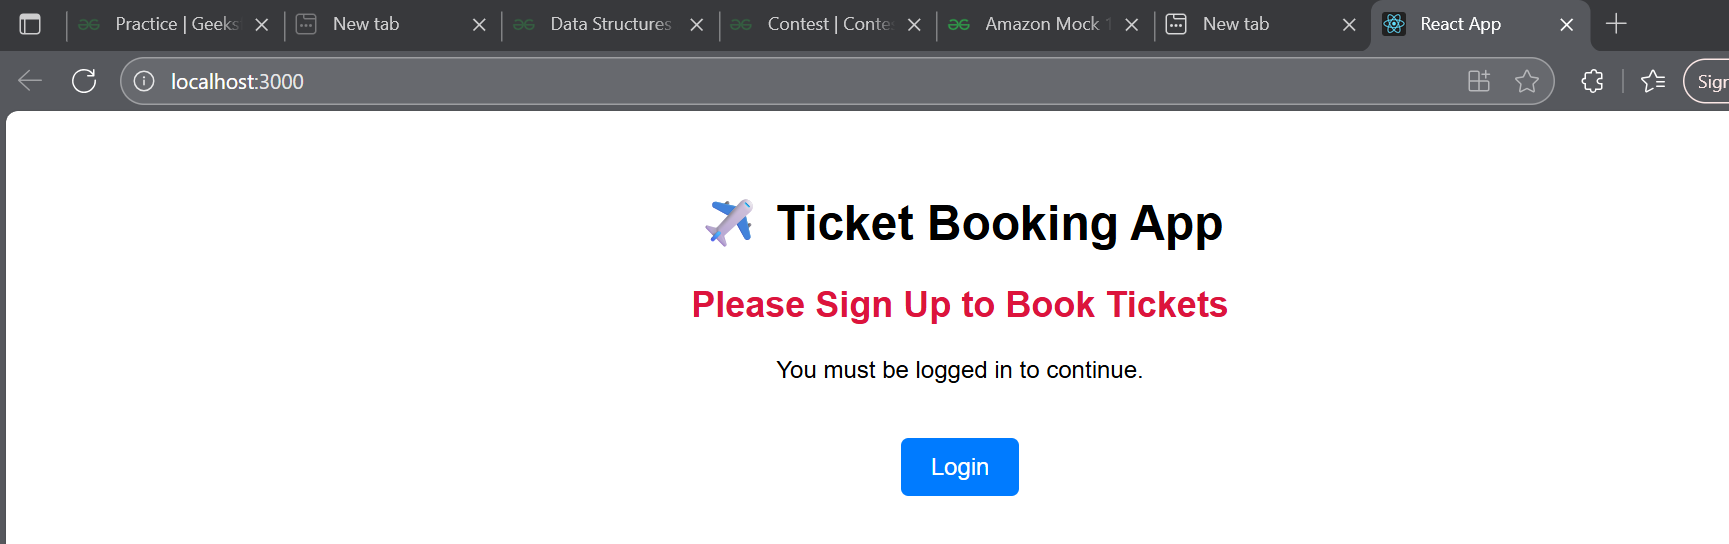 Practice | Geeks
New tab
Data Structures
Contest | Conte
Amazon Mock
New tab
React App
localhost:3000
Sign
Ticket Booking App
Please Sign Up to Book Tickets
You must be logged in to continue.
Login